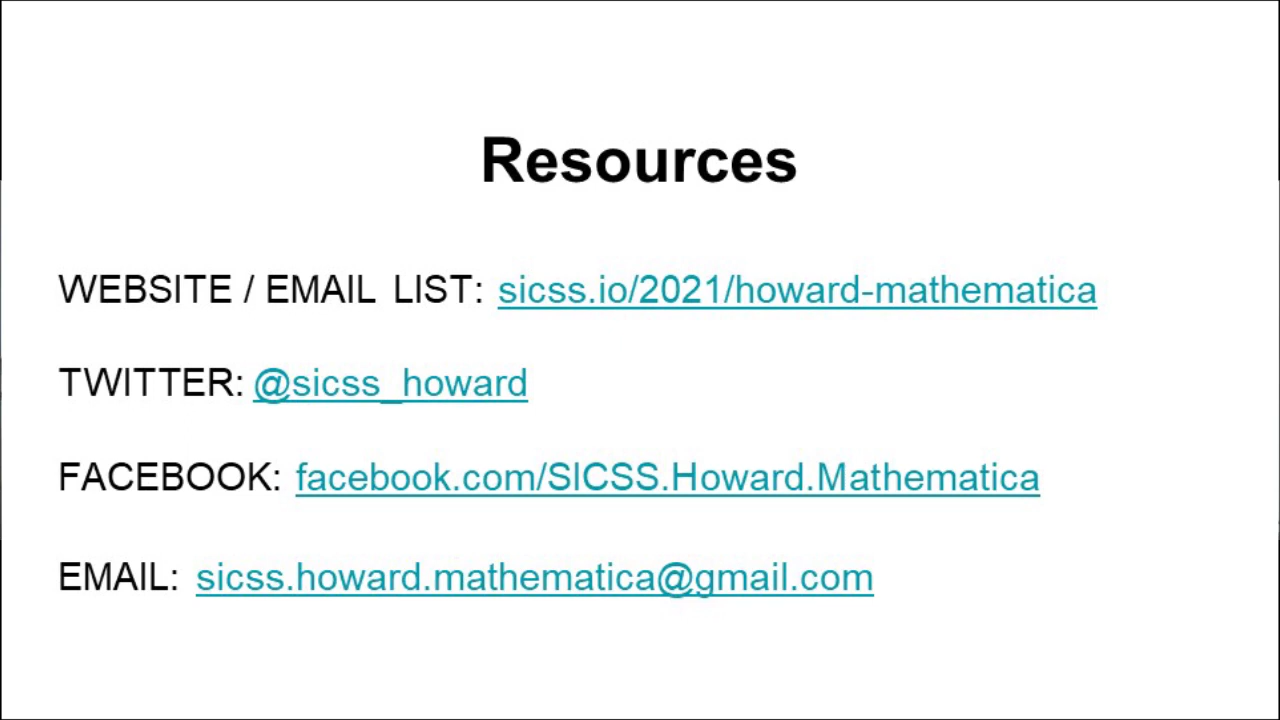 Resources
WEBSITE / EMAIL LIST: sicss.io/2021/howard-mathematica
TWITTER: @sicss_howard
FACEBOOK: facebook.com/SICSS.Howard.Mathematica
EMAIL: sicss.howard.mathematica@gmail.com